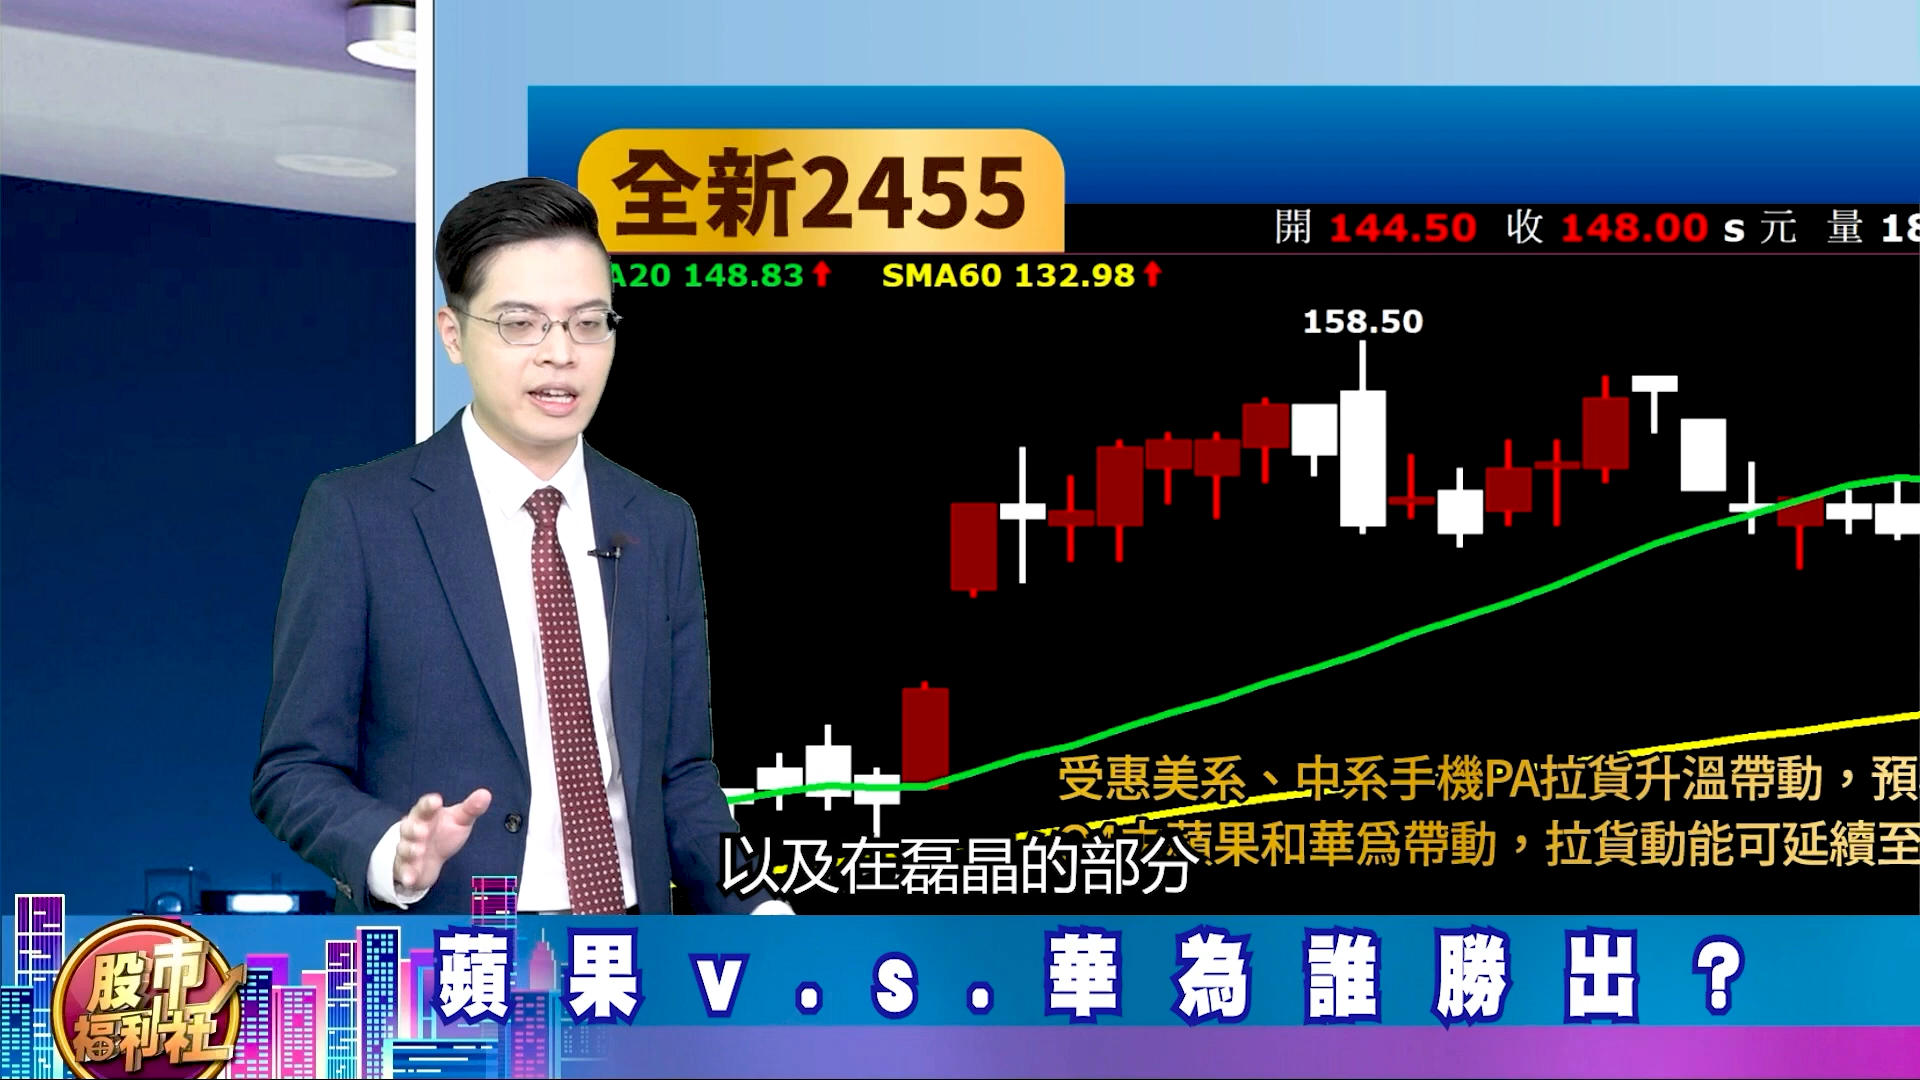 全新2455
開 144.50 收 148.00 s 元 量 18
A20 148.83↑ SMA60 132.98↑
158.50
受惠美系、中系手機PA拉貨升溫帶動，預
蘋果和華爲帶動，拉貨動能可延續至
以及在磊晶的部分
蘋果v.s.華為誰勝出？
股市
福利社